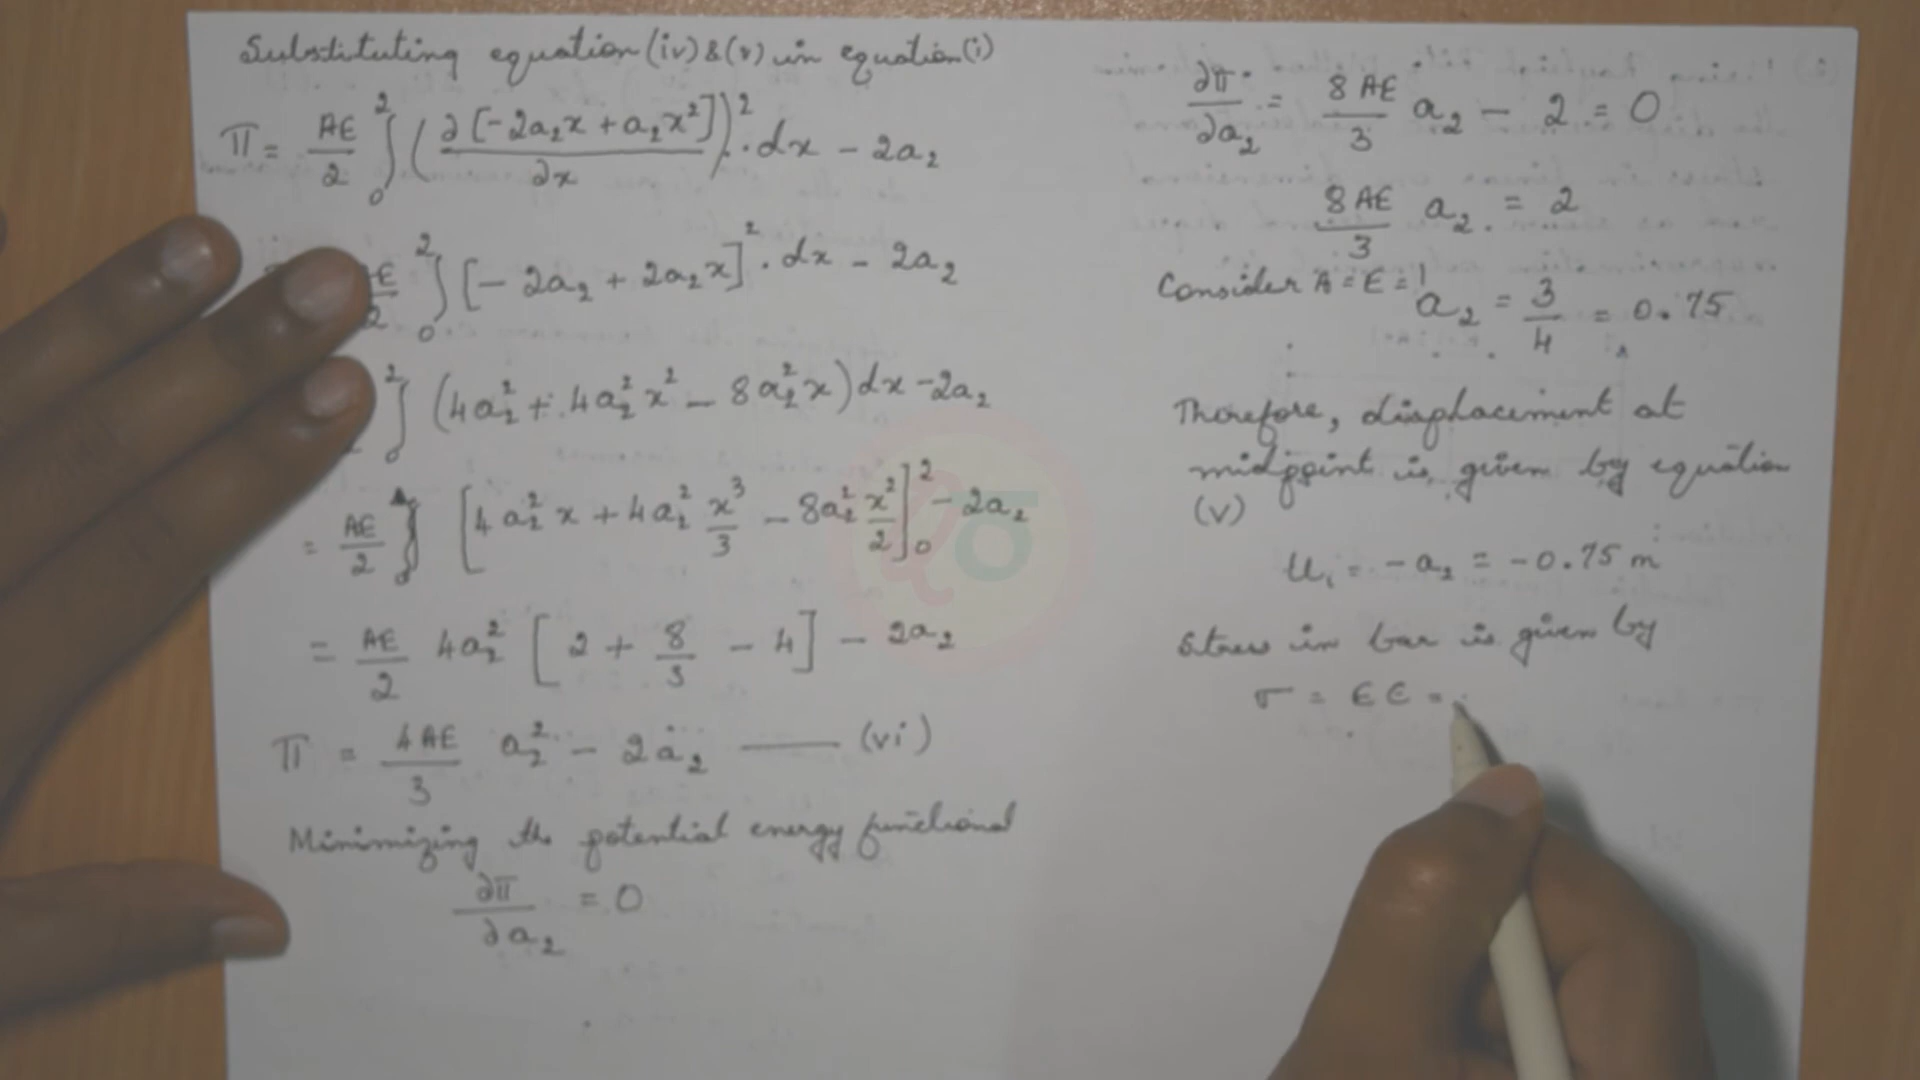 Substituting equation (iv) & (v) in equation (i)
π = AE/2 ∫₀² (∂[-2a₂x + a₂x²]/∂x)² . dx - 2a₂
AE/2 ∫₀² [- 2a₂ + 2a₂x]² . dx - 2a₂
∫₀² (4a₂² + 4a₂²x² - 8a₂²x) dx - 2a₂
= AE/2 [4a₂²x + 4a₂² x³/3 - 8a₂² x²/2]₀² - 2a₂
= AE/2 4a₂² [2 + 8/3 - 4] - 2a₂
π = 4AE/3 a₂² - 2a₂ —— (vi)
Minimizing the potential energy functional
∂π/∂a₂ = 0
∂π/∂a₂ = 8AE/3 a₂ - 2 = 0
8AE/3 a₂ = 2
Consider A = E = 1
a₂ = 3/4 = 0.75
Therefore, displacement at
midpoint is given by equation
(v)
u₁ = -a₂ = -0.75 m
Stress in bar is given by
σ = E ϵ =